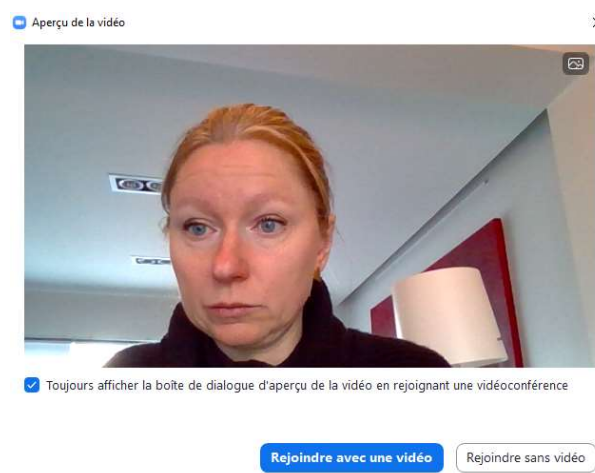 Aperçu de la vidéo
Toujours afficher la boîte de dialogue d'aperçu de la vidéo en rejoignant une vidéoconférence
Rejoindre avec une vidéo
Rejoindre sans vidéo